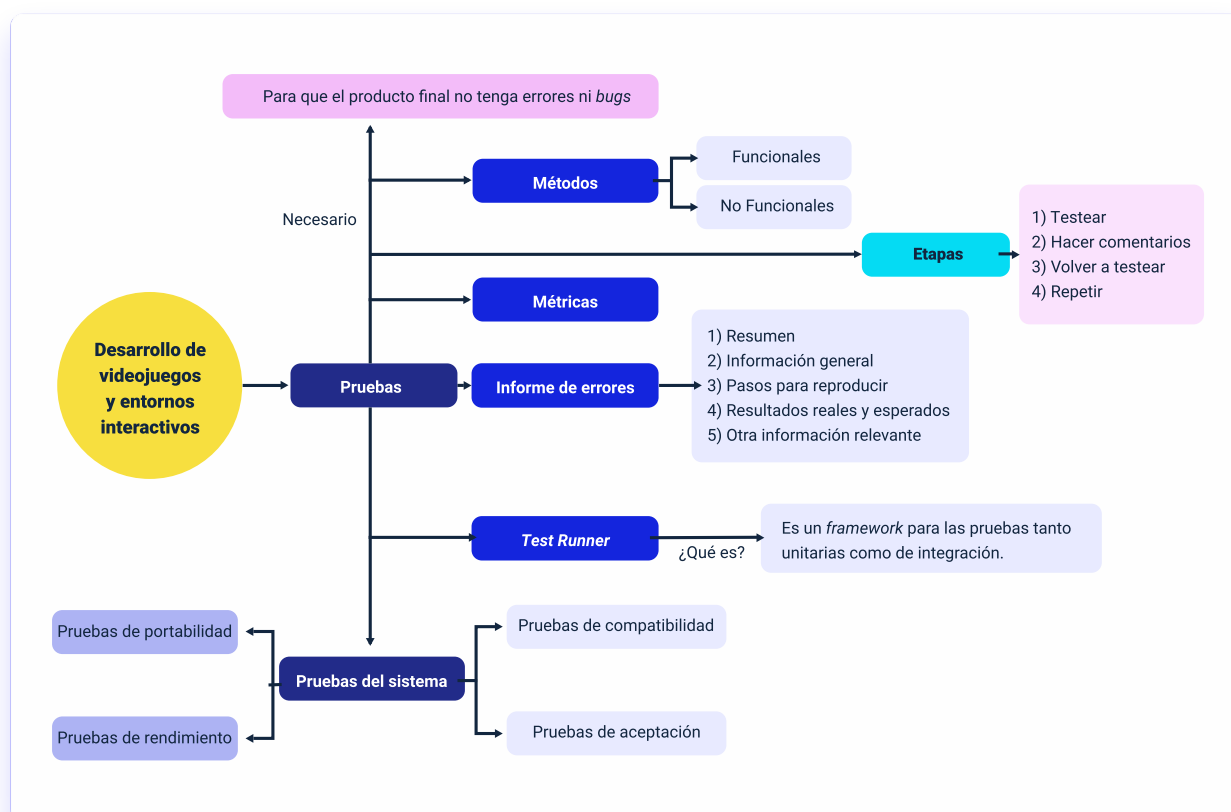 Para que el producto final no tenga errores ni bugs
Métodos
Funcionales
No Funcionales
Necesario
Etapas
1) Testear
2) Hacer comentarios
3) Volver a testear
4) Repetir
Métricas
Desarrollo de
videojuegos
y entornos
interactivos
Pruebas
Informe de errores
1) Resumen
2) Información general
3) Pasos para reproducir
4) Resultados reales y esperados
5) Otra información relevante
Test Runner
¿Qué es?
Es un framework para las pruebas tanto
unitarias como de integración.
Pruebas de portabilidad
Pruebas de rendimiento
Pruebas del sistema
Pruebas de compatibilidad
Pruebas de aceptación